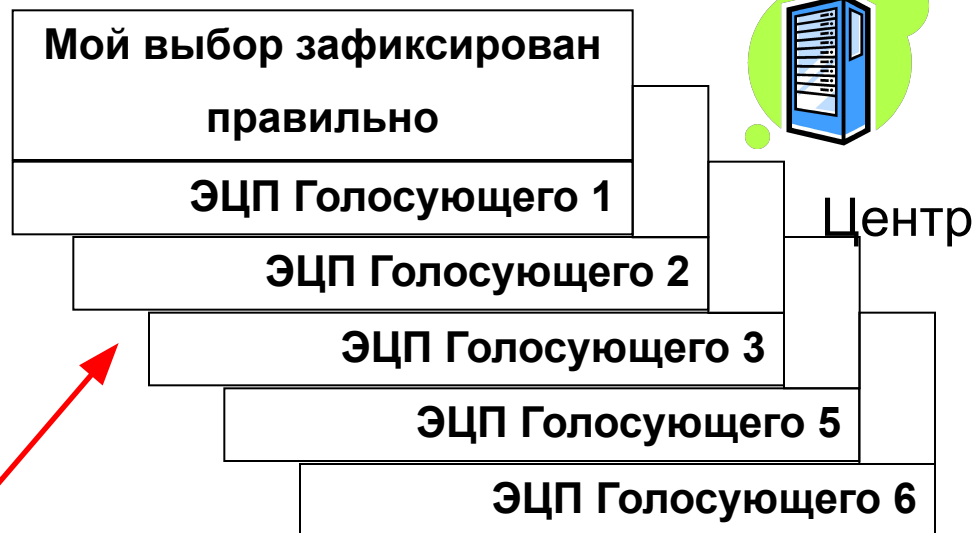 Мой выбор зафиксирован
правильно
ЭЦП Голосующего 1
Центр
ЭЦП Голосующего 2
ЭЦП Голосующего 3
ЭЦП Голосующего 5
ЭЦП Голосующего 6